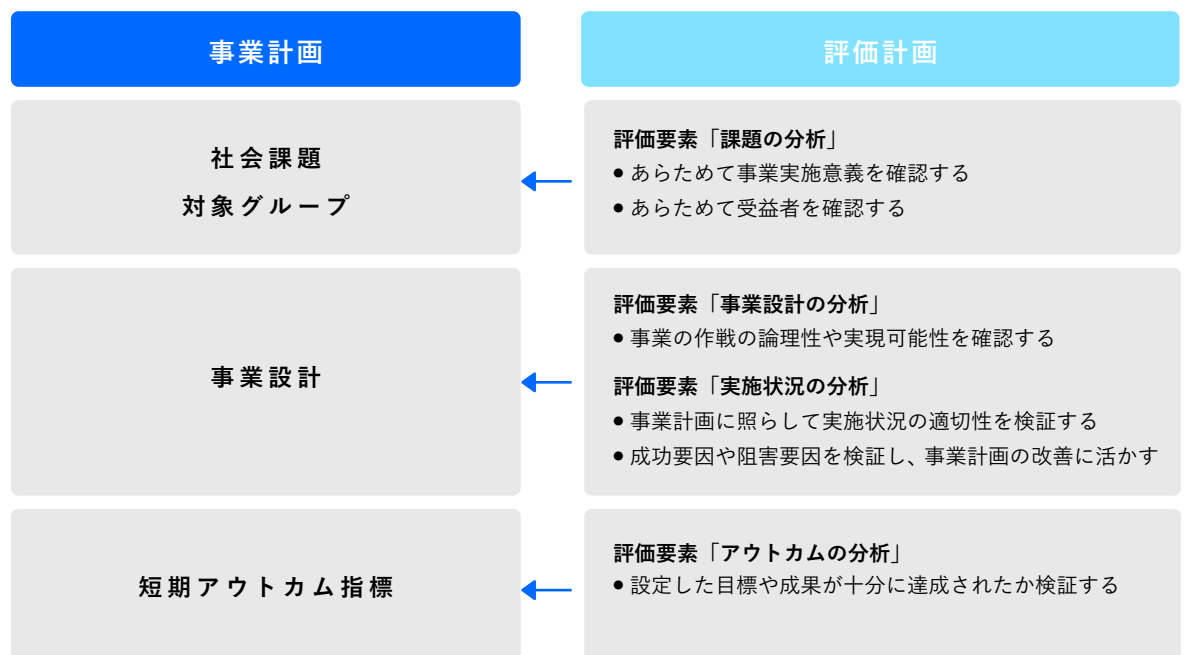 事業計画
評価計画
社会課題
対象グループ
評価要素「課題の分析」
● あらためて事業実施意義を確認する
● あらためて受益者を確認する
事業設計
評価要素「事業設計の分析」
● 事業の作戦の論理性や実現可能性を確認する
評価要素「実施状況の分析」
● 事業計画に照らして実施状況の適切性を検証する
● 成功要因や阻害要因を検証し、事業計画の改善に活かす
短期アウトカム指標
評価要素「アウトカムの分析」
● 設定した目標や成果が十分に達成されたか検証する